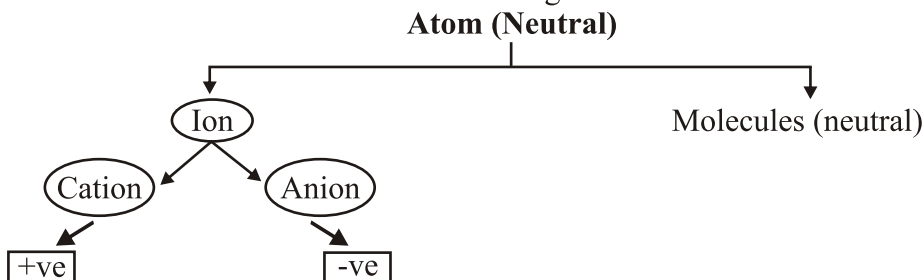 Atom (Neutral)
Ion
Molecules (neutral)
Cation
Anion
+ve
-ve